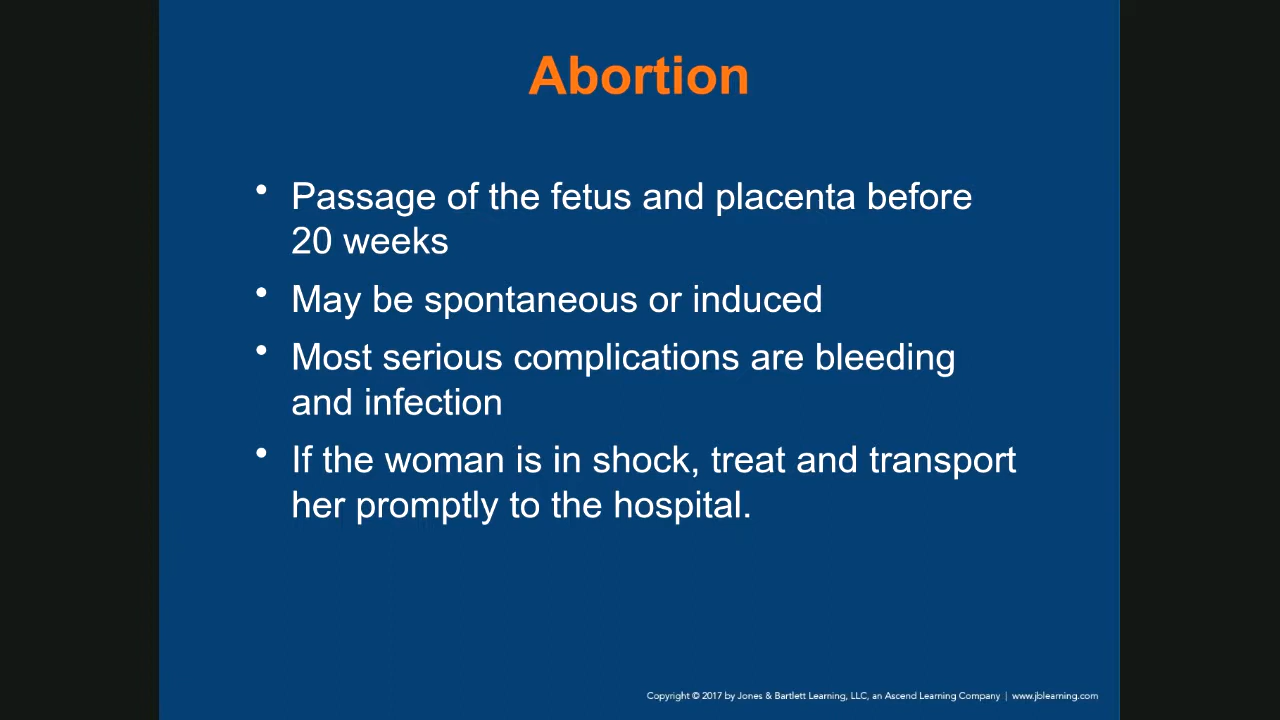 Abortion
• Passage of the fetus and placenta before
20 weeks
• May be spontaneous or induced
• Most serious complications are bleeding
and infection
• If the woman is in shock, treat and transport
her promptly to the hospital.
Copyright © 2017 by Jones & Bartlett Learning, LLC, an Ascend Learning Company | www.jblearning.com